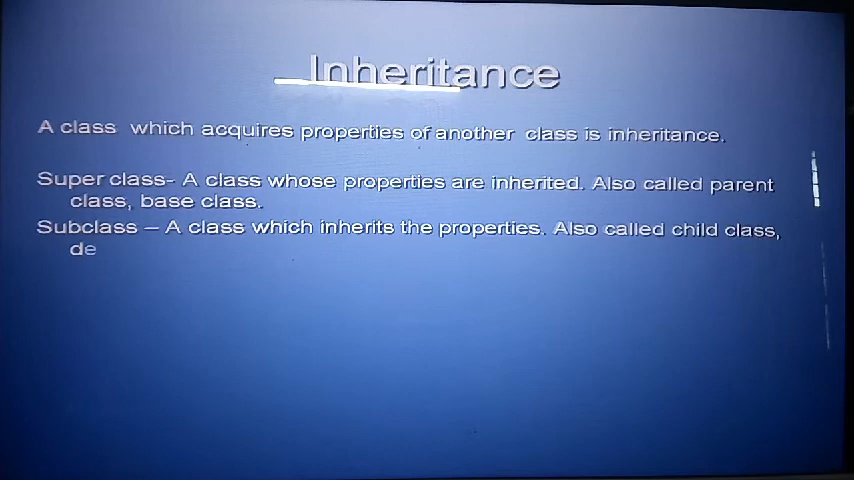 Inheritance
A class which acquires properties of another class is inheritance.
Super class- A class whose properties are inherited. Also called parent
class, base class.
Subclass – A class which inherits the properties. Also called child class,
de